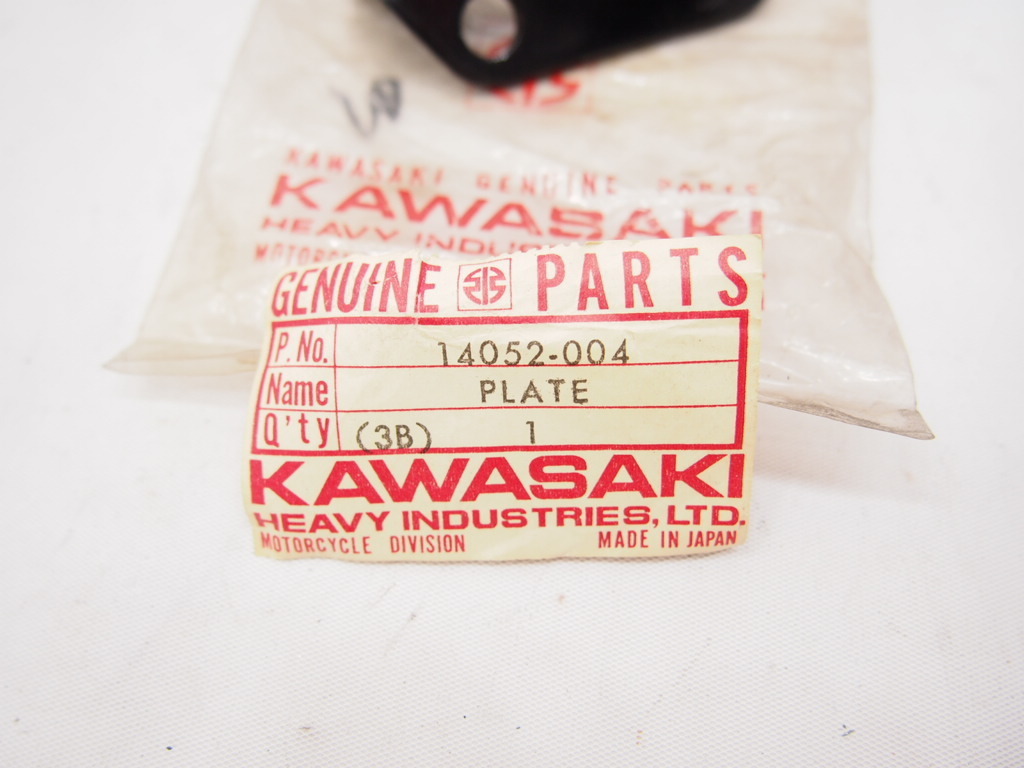 KAWASAKI GENUINE PARTS
KAWASAKI
HEAVY
GENUINE PARTS
P. No. 14052-004
Name PLATE
Q'ty (3B) 1
KAWASAKI
HEAVY INDUSTRIES, LTD.
MOTORCYCLE DIVISION MADE IN JAPAN